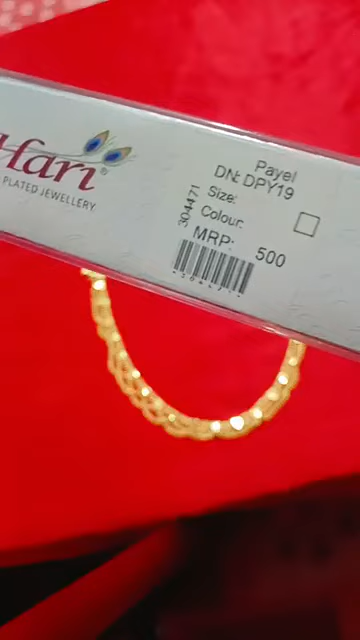 Hari®
PLATED JEWELLERY
Payel
DN: DPY19
Size:
Colour:
MRP: 500
304471